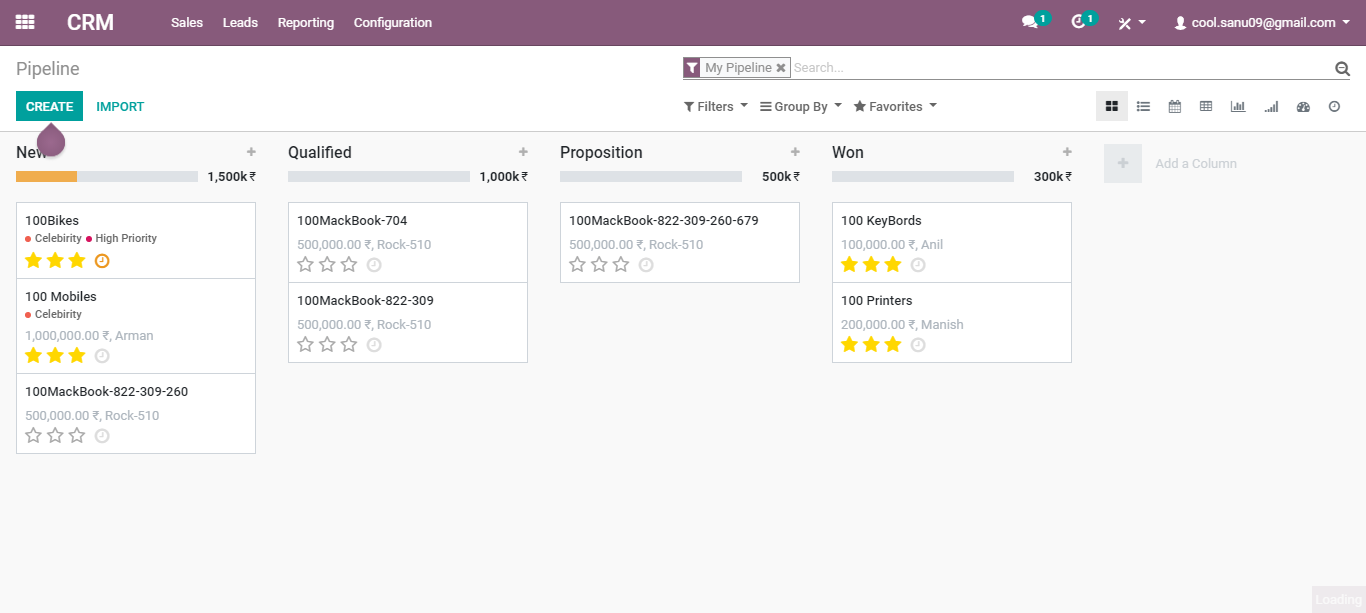 CRM Sales Leads Reporting Configuration 1 1 cool.sanu09@gmail.com
Pipeline My Pipeline Search...
CREATE IMPORT Filters Group By Favorites
New Qualified Proposition Won Add a Column
1,500k₹ 1,000k₹ 500k₹ 300k₹
100Bikes
Celebirity High Priority
100 Mobiles
Celebirity
1,000,000.00 ₹, Arman
100MackBook-822-309-260
500,000.00 ₹, Rock-510
100MackBook-704
500,000.00 ₹, Rock-510
100MackBook-822-309
500,000.00 ₹, Rock-510
100MackBook-822-309-260-679
500,000.00 ₹, Rock-510
100 KeyBords
100,000.00 ₹, Anil
100 Printers
200,000.00 ₹, Manish
Loading